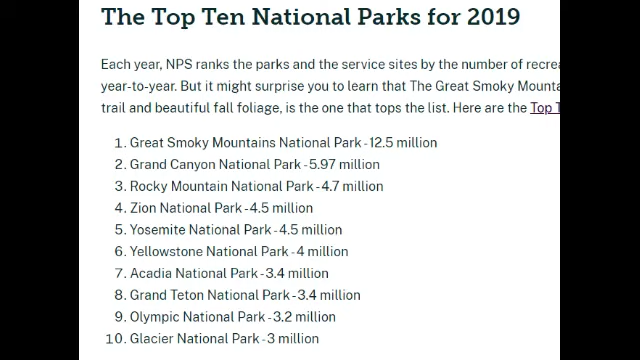 The Top Ten National Parks for 2019
Each year, NPS ranks the parks and the service sites by the number of
year-to-year. But it might surprise you to learn that The Great Smoky
trail and beautiful fall foliage, is the one that tops the list. Here are the Top
1. Great Smoky Mountains National Park - 12.5 million
2. Grand Canyon National Park - 5.97 million
3. Rocky Mountain National Park - 4.7 million
4. Zion National Park - 4.5 million
5. Yosemite National Park - 4.5 million
6. Yellowstone National Park - 4 million
7. Acadia National Park - 3.4 million
8. Grand Teton National Park - 3.4 million
9. Olympic National Park - 3.2 million
10. Glacier National Park - 3 million